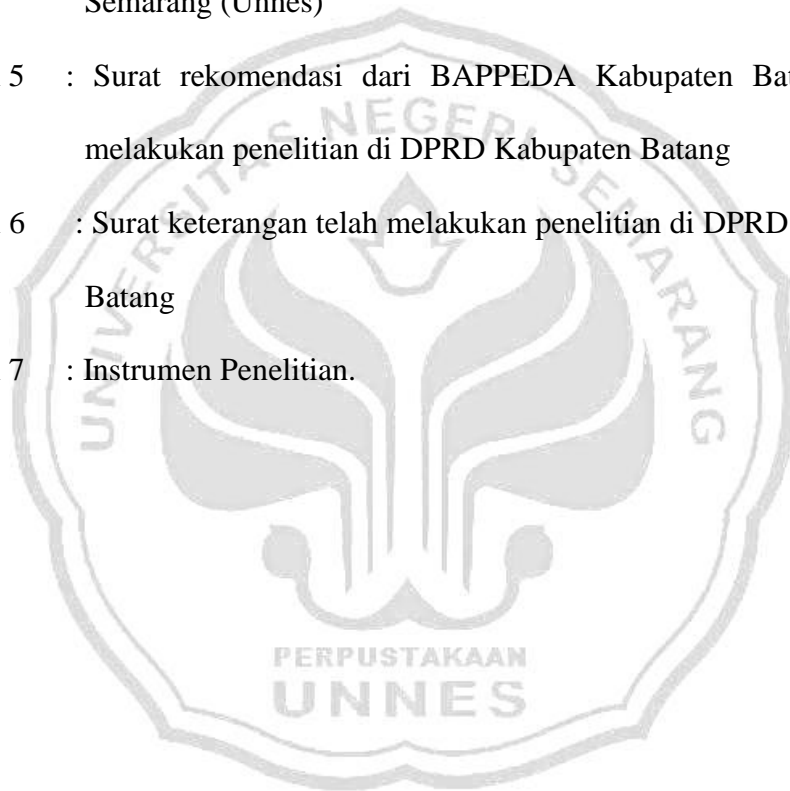 Semarang (Unnes)
5 : Surat rekomendasi dari BAPPEDA Kabupaten
melakukan penelitian di DPRD Kabupaten Batang
6 : Surat keterangan telah melakukan penelitian di DPRD
Batang
7 : Instrumen Penelitian.
UNIVERSITAS NEGERI SEMARANG
PERPUSTAKAAN
UNNES